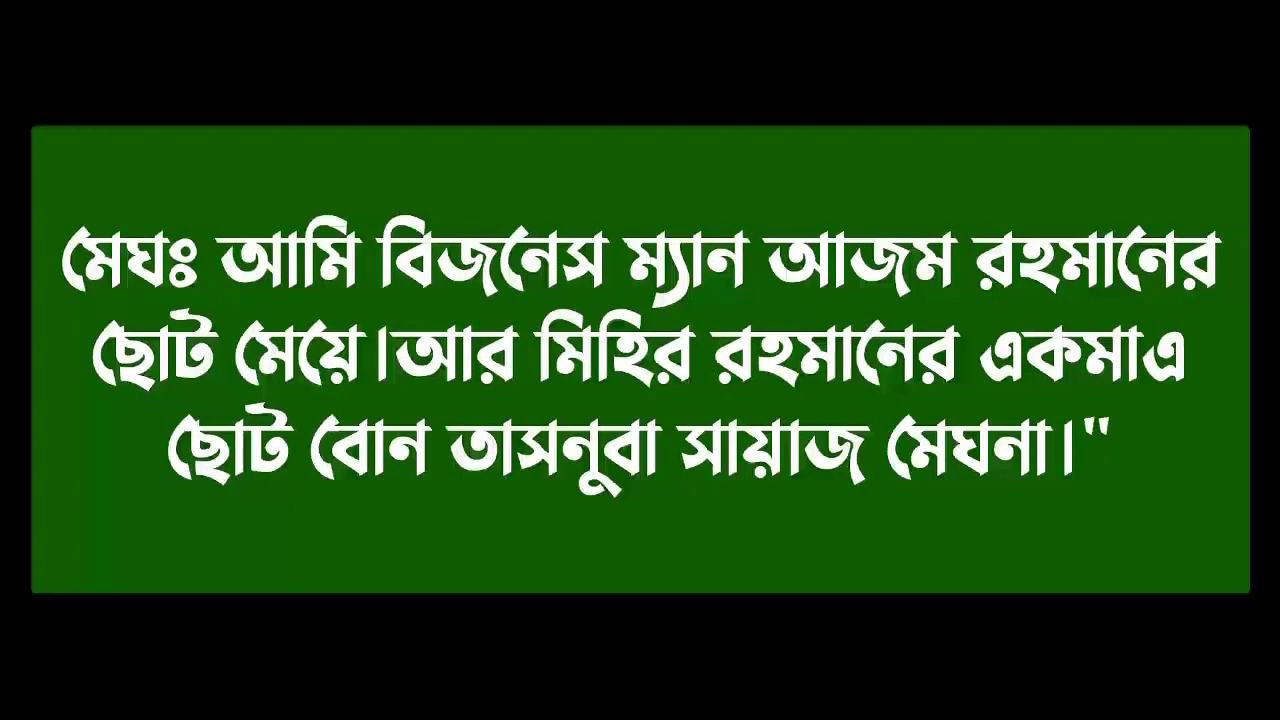 মেঘঃ আমি বিজনেস ম্যান আজম রহমানের
ছোট মেয়ে।আর মিহির রহমানের একমাএ
ছোট বোন তাসনুবা সায়াজ মেঘনা।"